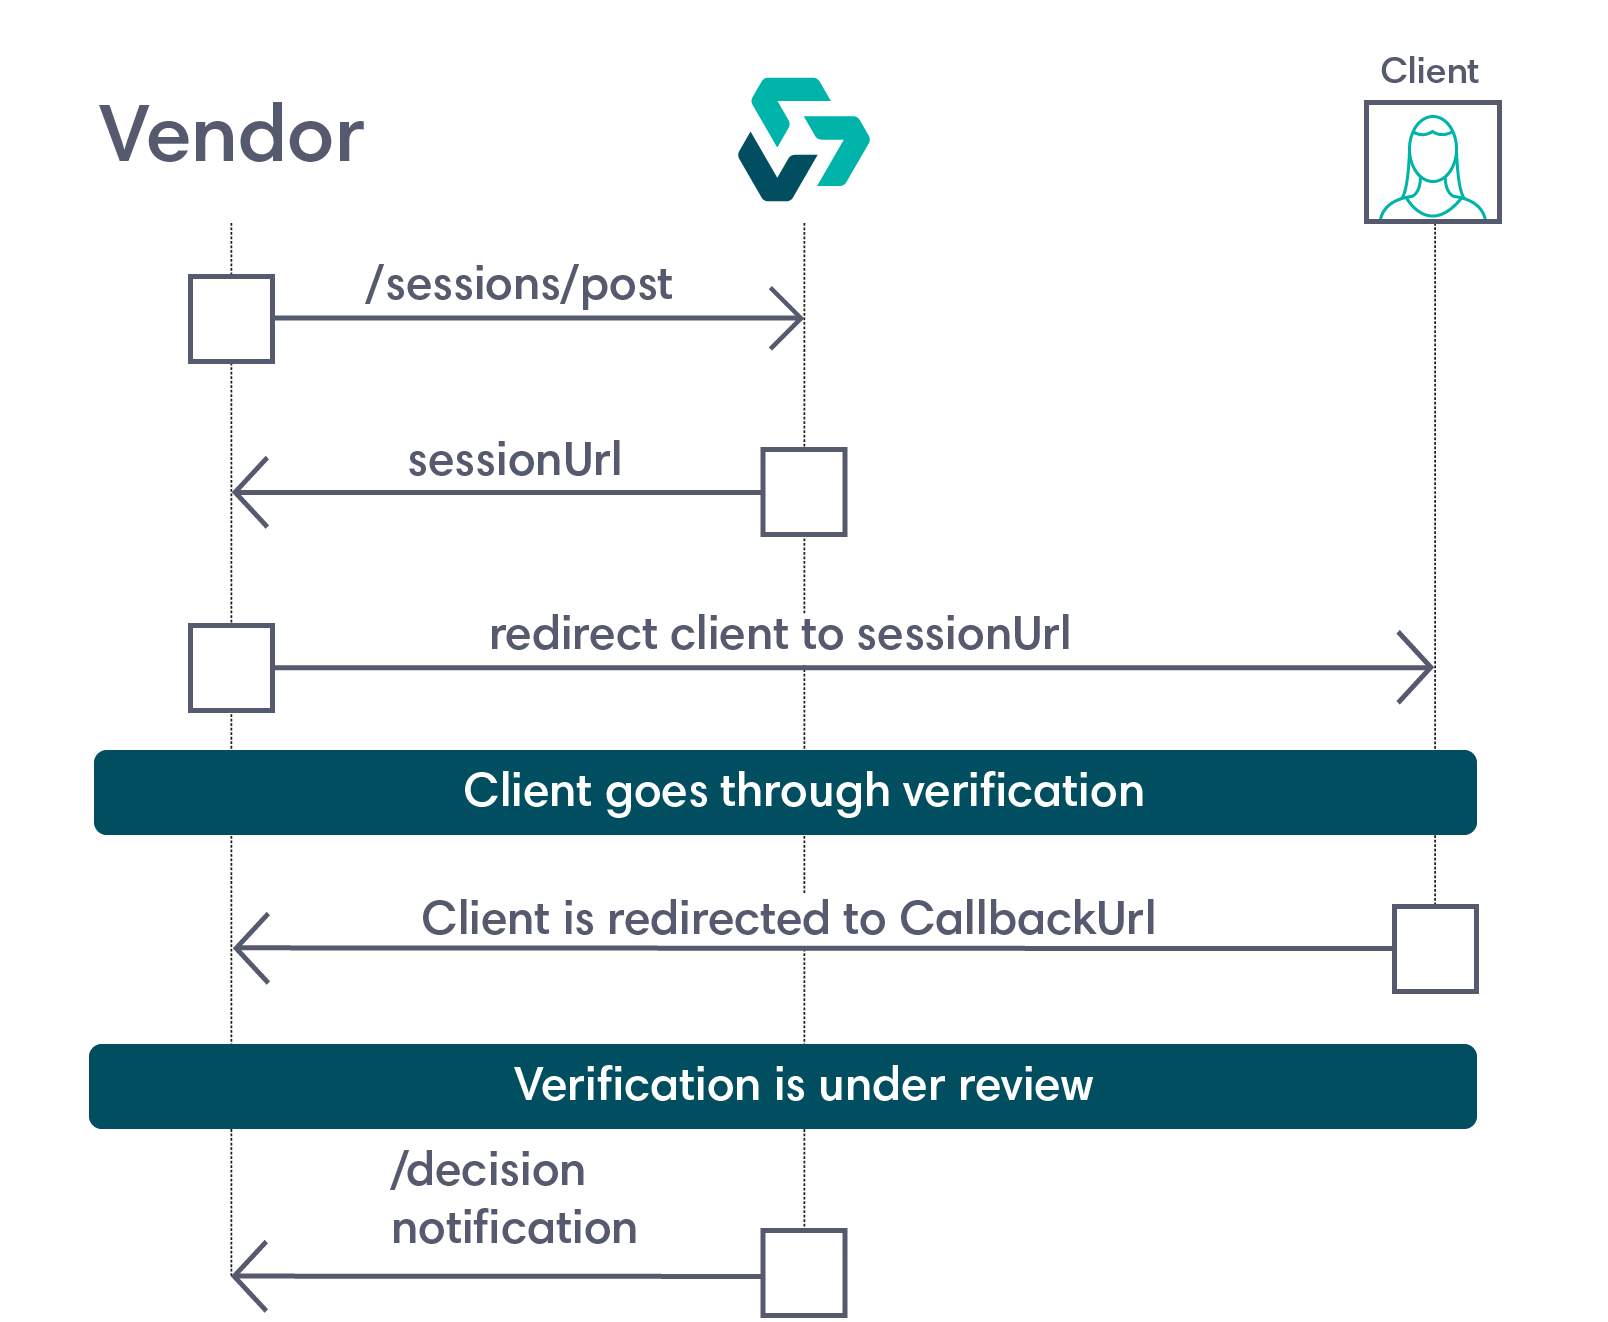 Client
Vendor
/sessions/post
sessionUrl
redirect client to sessionUrl
Client goes through verification
Client is redirected to CallbackUrl
Verification is under review
/decision
notification